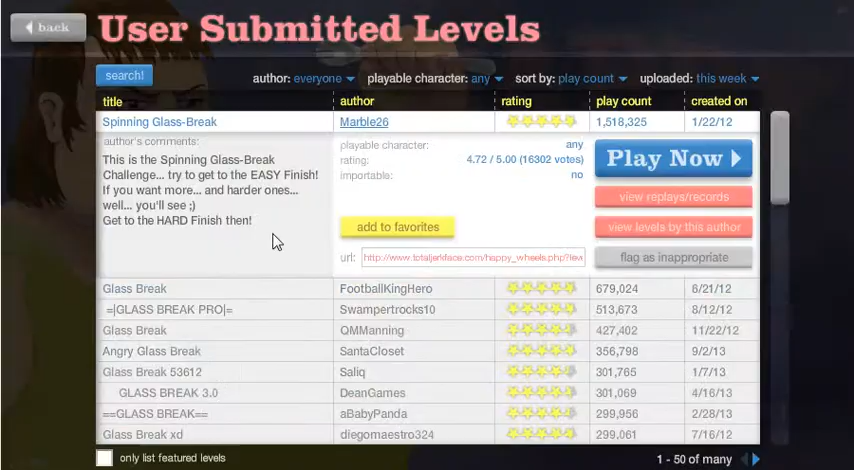 back
User Submitted Levels
search!
author: everyone
playable character: any
sort by: play count
uploaded: this week
title author rating play count created on
Spinning Glass-Break Marble26 1,518,325 1/22/12
author's comments:
This is the Spinning Glass-Break
Challenge... try to get to the EASY Finish!
If you want more... and harder ones...
well... you'll see ;)
Get to the HARD Finish then!
playable character: any
rating: 4.72 / 5.00 (16302 votes)
importable: no
add to favorites
url: http://www.totaljerkface.com/happy_wheels.php?leve
Play Now
view replays/records
view levels by this author
flag as inappropriate
Glass Break FootballKingHero 679,024 6/21/12
=|GLASS BREAK PRO|= Swampertrocks10 513,673 8/12/12
Glass Break QMManning 427,402 11/22/12
Angry Glass Break SantaCloset 356,798 9/2/13
Glass Break 53612 Saliq 301,765 1/7/13
GLASS BREAK 3.0 DeanGames 301,069 4/16/13
==GLASS BREAK== aBabyPanda 299,956 2/28/13
Glass Break xd diegomaestro324 299,061 7/16/12
only list featured levels
1 - 50 of many